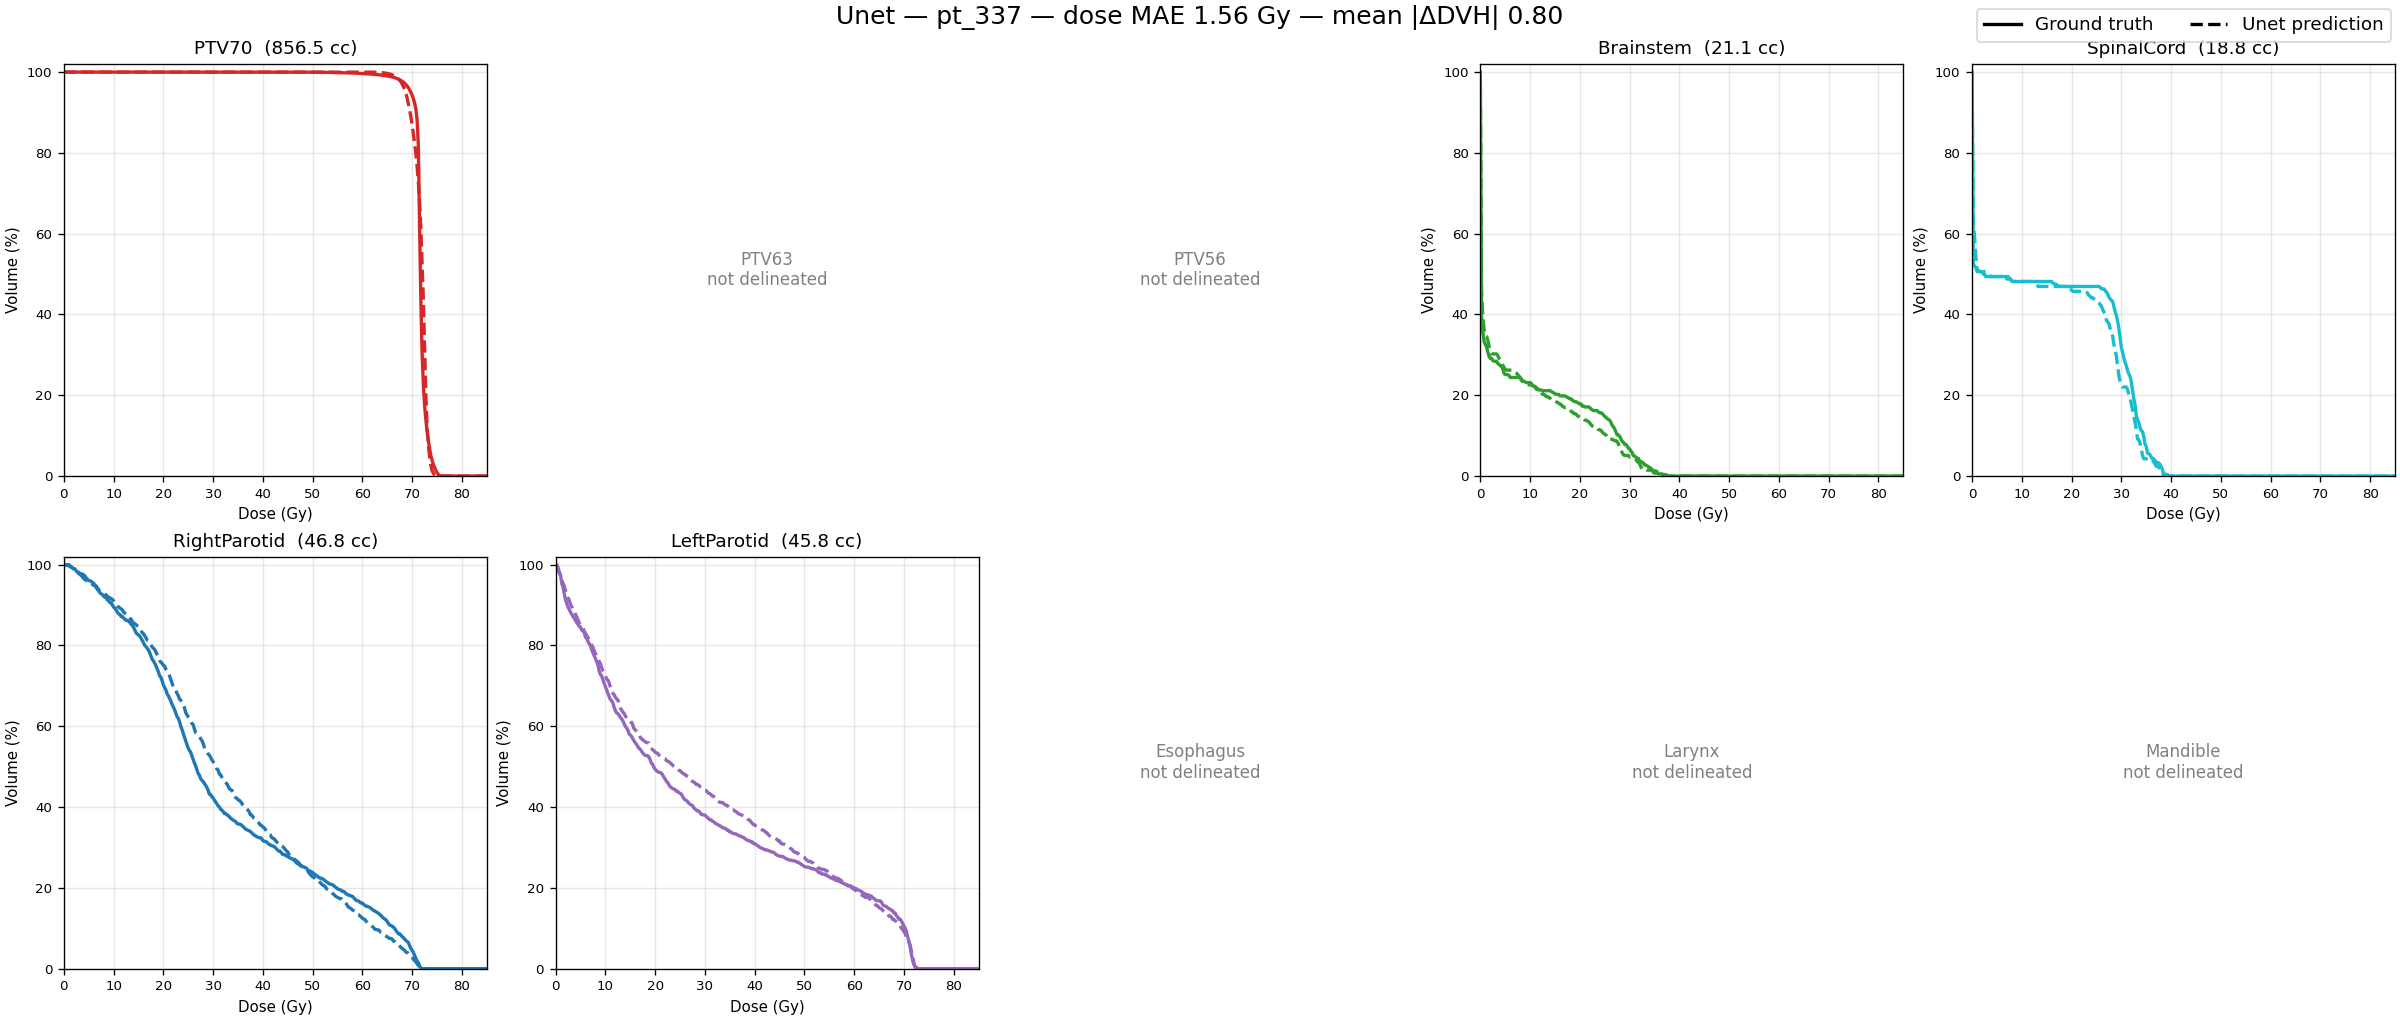 Unet — pt_337 — dose MAE 1.56 Gy — mean |ΔDVH| 0.80
Ground truth
Unet prediction
PTV70  (856.5 cc)
Volume (%)
100
80
60
40
20
0
0 10 20 30 40 50 60 70 80
Dose (Gy)
PTV63
not delineated
PTV56
not delineated
Brainstem  (21.1 cc)
Volume (%)
100
80
60
40
20
0
0 10 20 30 40 50 60 70 80
Dose (Gy)
SpinalCord  (18.8 cc)
Volume (%)
100
80
60
40
20
0
0 10 20 30 40 50 60 70 80
Dose (Gy)
RightParotid  (46.8 cc)
Volume (%)
100
80
60
40
20
0
0 10 20 30 40 50 60 70 80
Dose (Gy)
LeftParotid  (45.8 cc)
Volume (%)
100
80
60
40
20
0
0 10 20 30 40 50 60 70 80
Dose (Gy)
Esophagus
not delineated
Larynx
not delineated
Mandible
not delineated